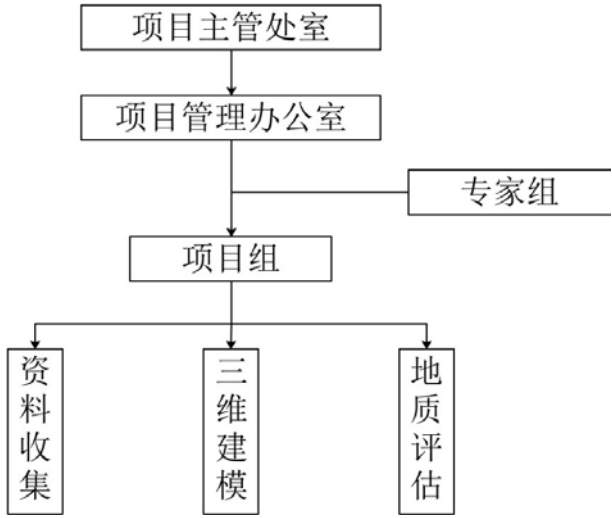 项目主管处室
项目管理办公室
专家组
项目组
资料收集
三维建模
地质评估